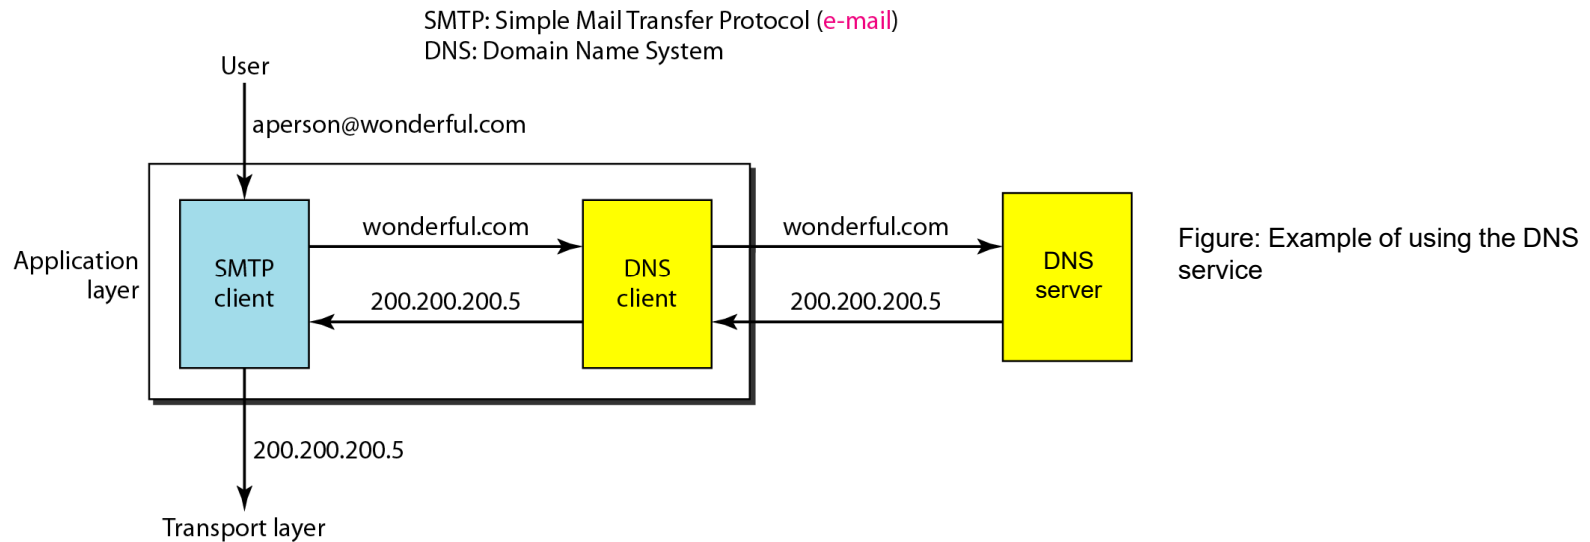 SMTP: Simple Mail Transfer Protocol (e-mail)
DNS: Domain Name System
User
aperson@wonderful.com
Application
layer
SMTP
client
wonderful.com
200.200.200.5
DNS
client
wonderful.com
200.200.200.5
DNS
server
Figure: Example of using the DNS
service
200.200.200.5
Transport layer